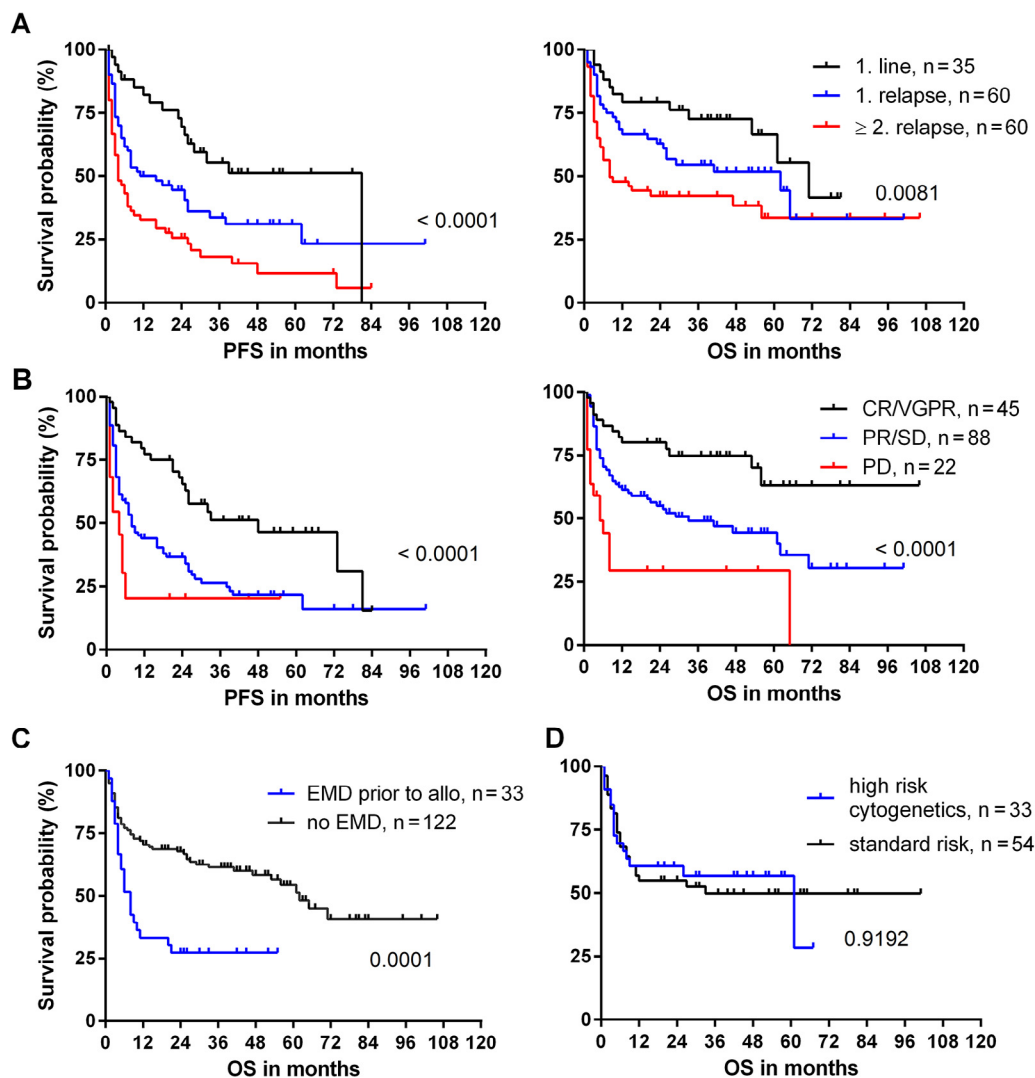 A
Survival probability (%)
100
75
50
25
0
< 0.0001
0 12 24 36 48 60 72 84 96 108 120
PFS in months
100
75
50
25
0
1. line, n = 35
1. relapse, n = 60
≥ 2. relapse, n = 60
0.0081
0 12 24 36 48 60 72 84 96 108 120
OS in months
B
Survival probability (%)
100
75
50
25
0
< 0.0001
0 12 24 36 48 60 72 84 96 108 120
PFS in months
100
75
50
25
0
CR/VGPR, n = 45
PR/SD, n = 88
PD, n = 22
< 0.0001
0 12 24 36 48 60 72 84 96 108 120
OS in months
C
Survival probability (%)
100
75
50
25
0
EMD prior to allo, n = 33
no EMD, n = 122
0.0001
0 12 24 36 48 60 72 84 96 108 120
OS in months
D
100
75
50
25
0
high risk
cytogenetics, n = 33
standard risk, n = 54
0.9192
0 12 24 36 48 60 72 84 96 108 120
OS in months